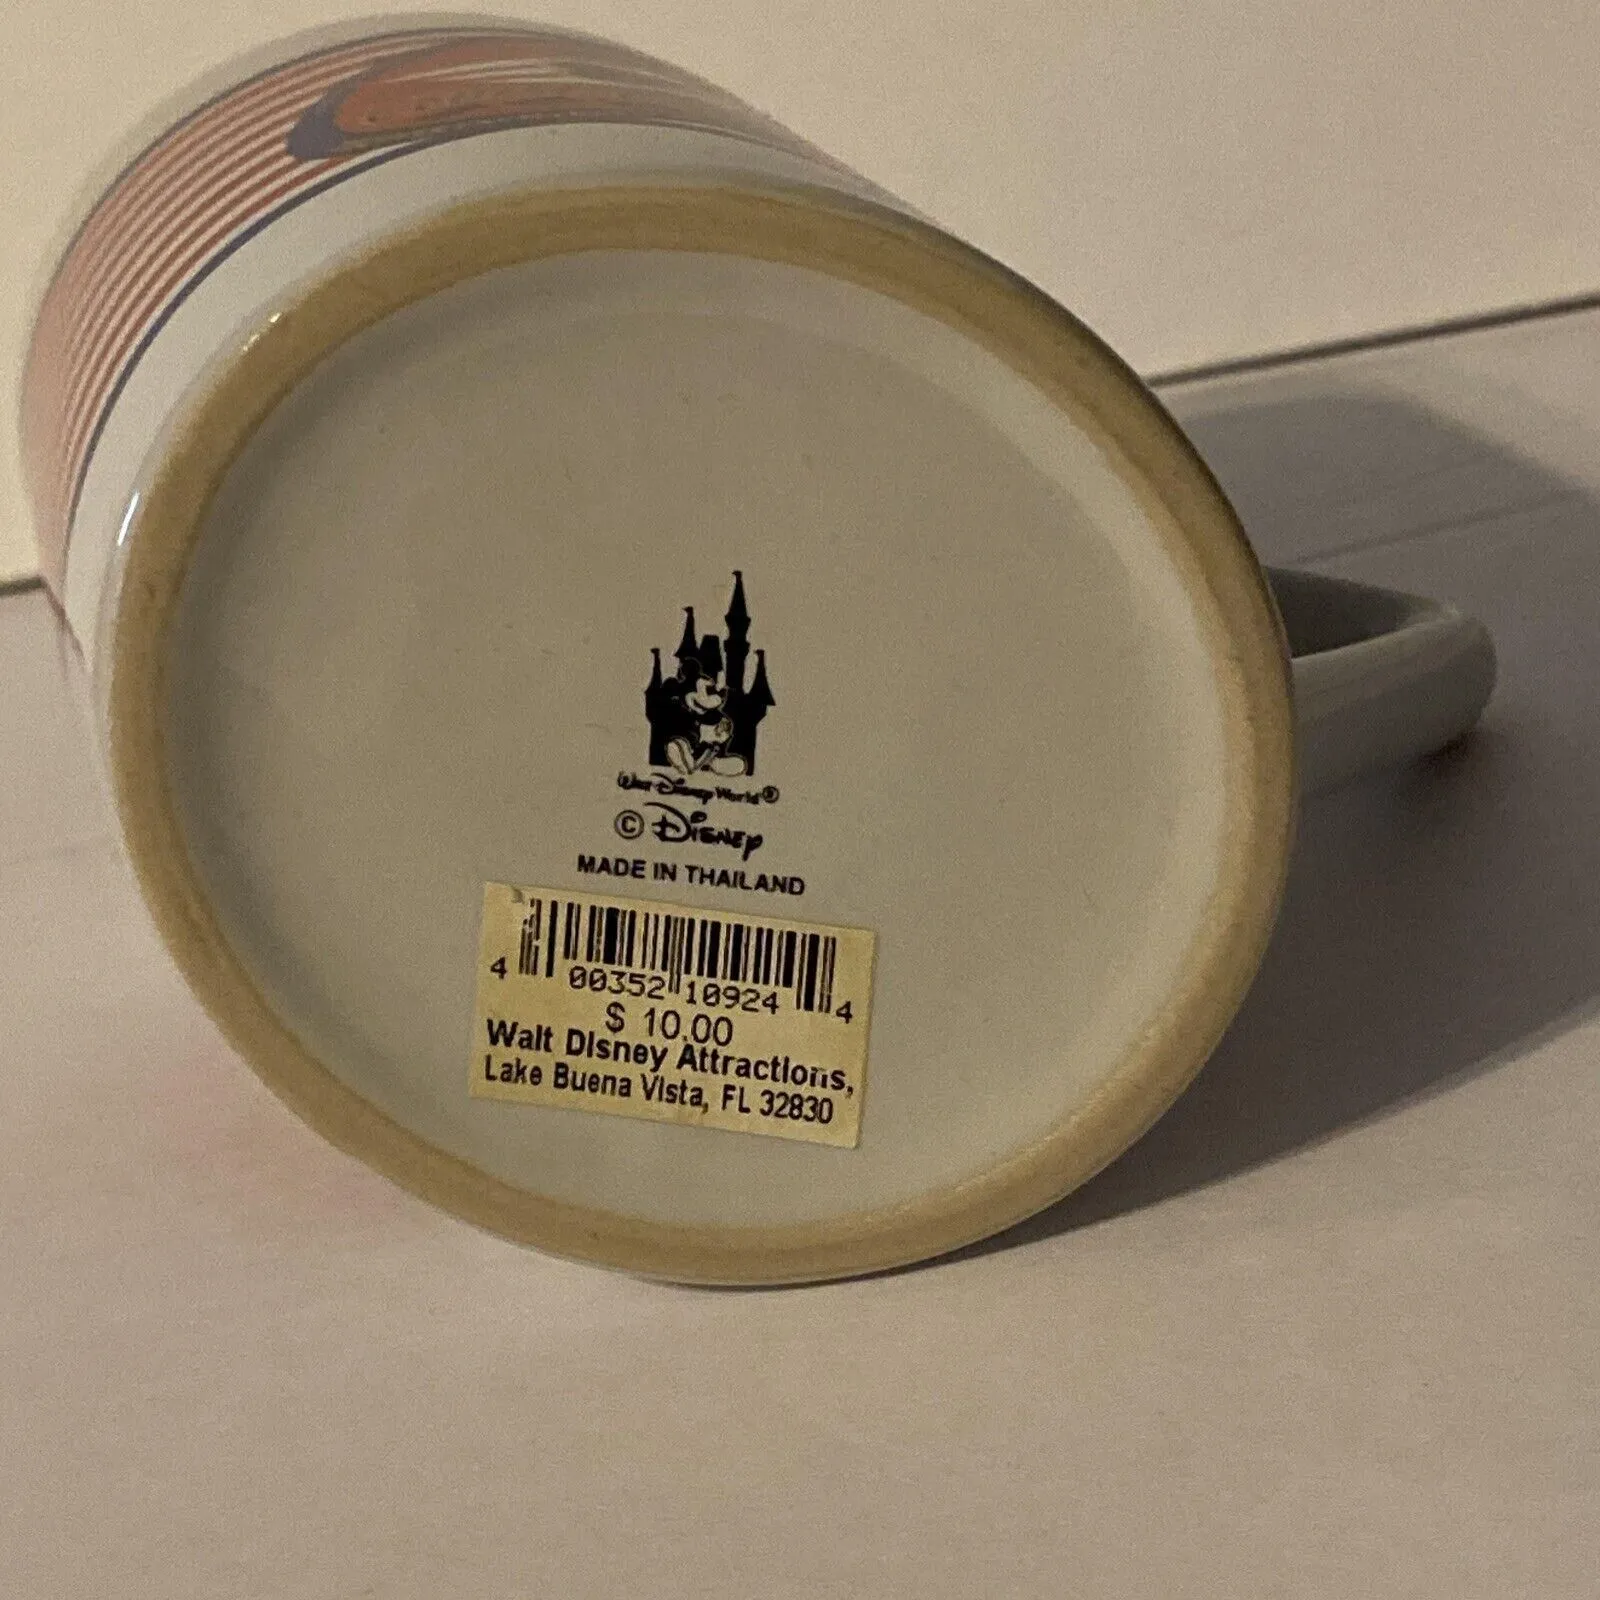 Walt Disney World®
© Disney
MADE IN THAILAND
4 00352 10924 4
$ 10.00
Walt Disney Attractions,
Lake Buena Vista, FL 32830